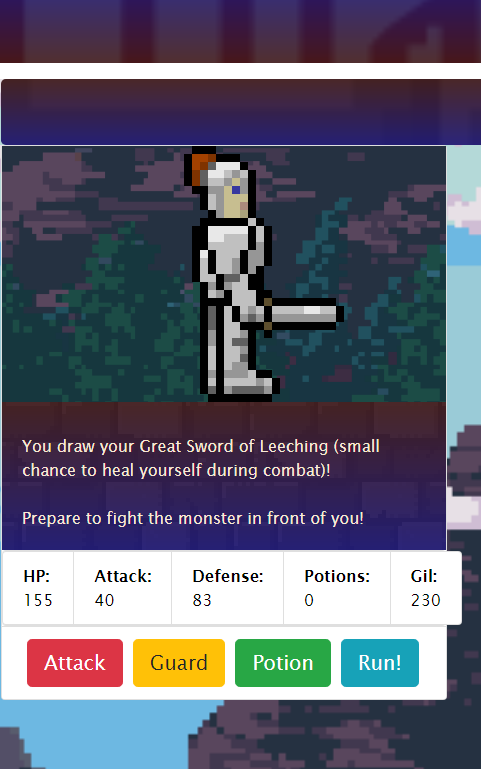 You draw your Great Sword of Leeching (small
chance to heal yourself during combat)!
Prepare to fight the monster in front of you!
HP: Attack: Defense: Potions: Gil:
155 40 83 0 230
Attack Guard Potion Run!